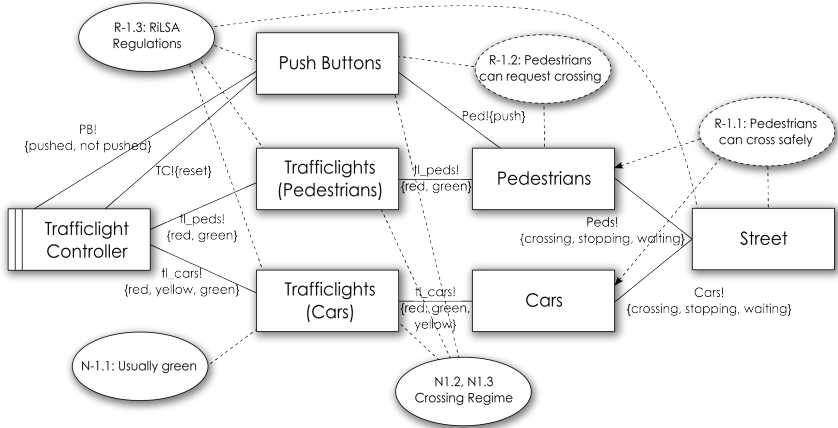 R-1.3: RiLSA
Regulations
Push Buttons
R-1.2: Pedestrians
can request crossing
Ped!{push}
PB!
{pushed, not pushed}
TC!{reset}
R-1.1: Pedestrians
can cross safely
Trafficlights
(Pedestrians)
tl_peds!
{red, green}
Pedestrians
Trafficlight
Controller
tl_peds!
{red, green}
Peds!
{crossing, stopping, waiting}
Street
tl_cars!
{red, yellow, green}
Trafficlights
(Cars)
tl_cars!
{red, green,
yellow}
Cars
Cars!
{crossing, stopping, waiting}
N-1.1: Usually green
N1.2, N1.3
Crossing Regime